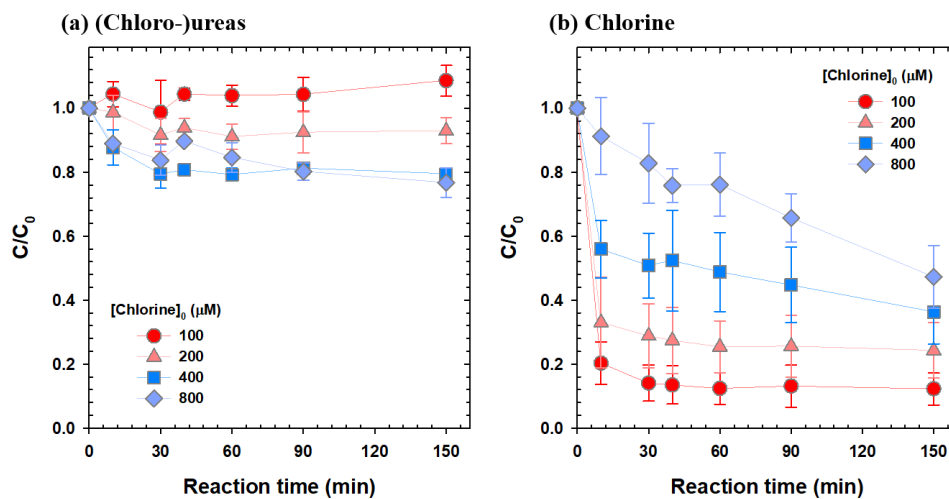 (a) (Chloro-)ureas
1.0
0.8
0.6
0.4
0.2
0.0
C/C0
[Chlorine]0 (μM)
100
200
400
800
0 30 60 90 120 150
Reaction time (min)
(b) Chlorine
1.0
0.8
0.6
0.4
0.2
0.0
C/C0
[Chlorine]0 (μM)
100
200
400
800
0 30 60 90 120 150
Reaction time (min)